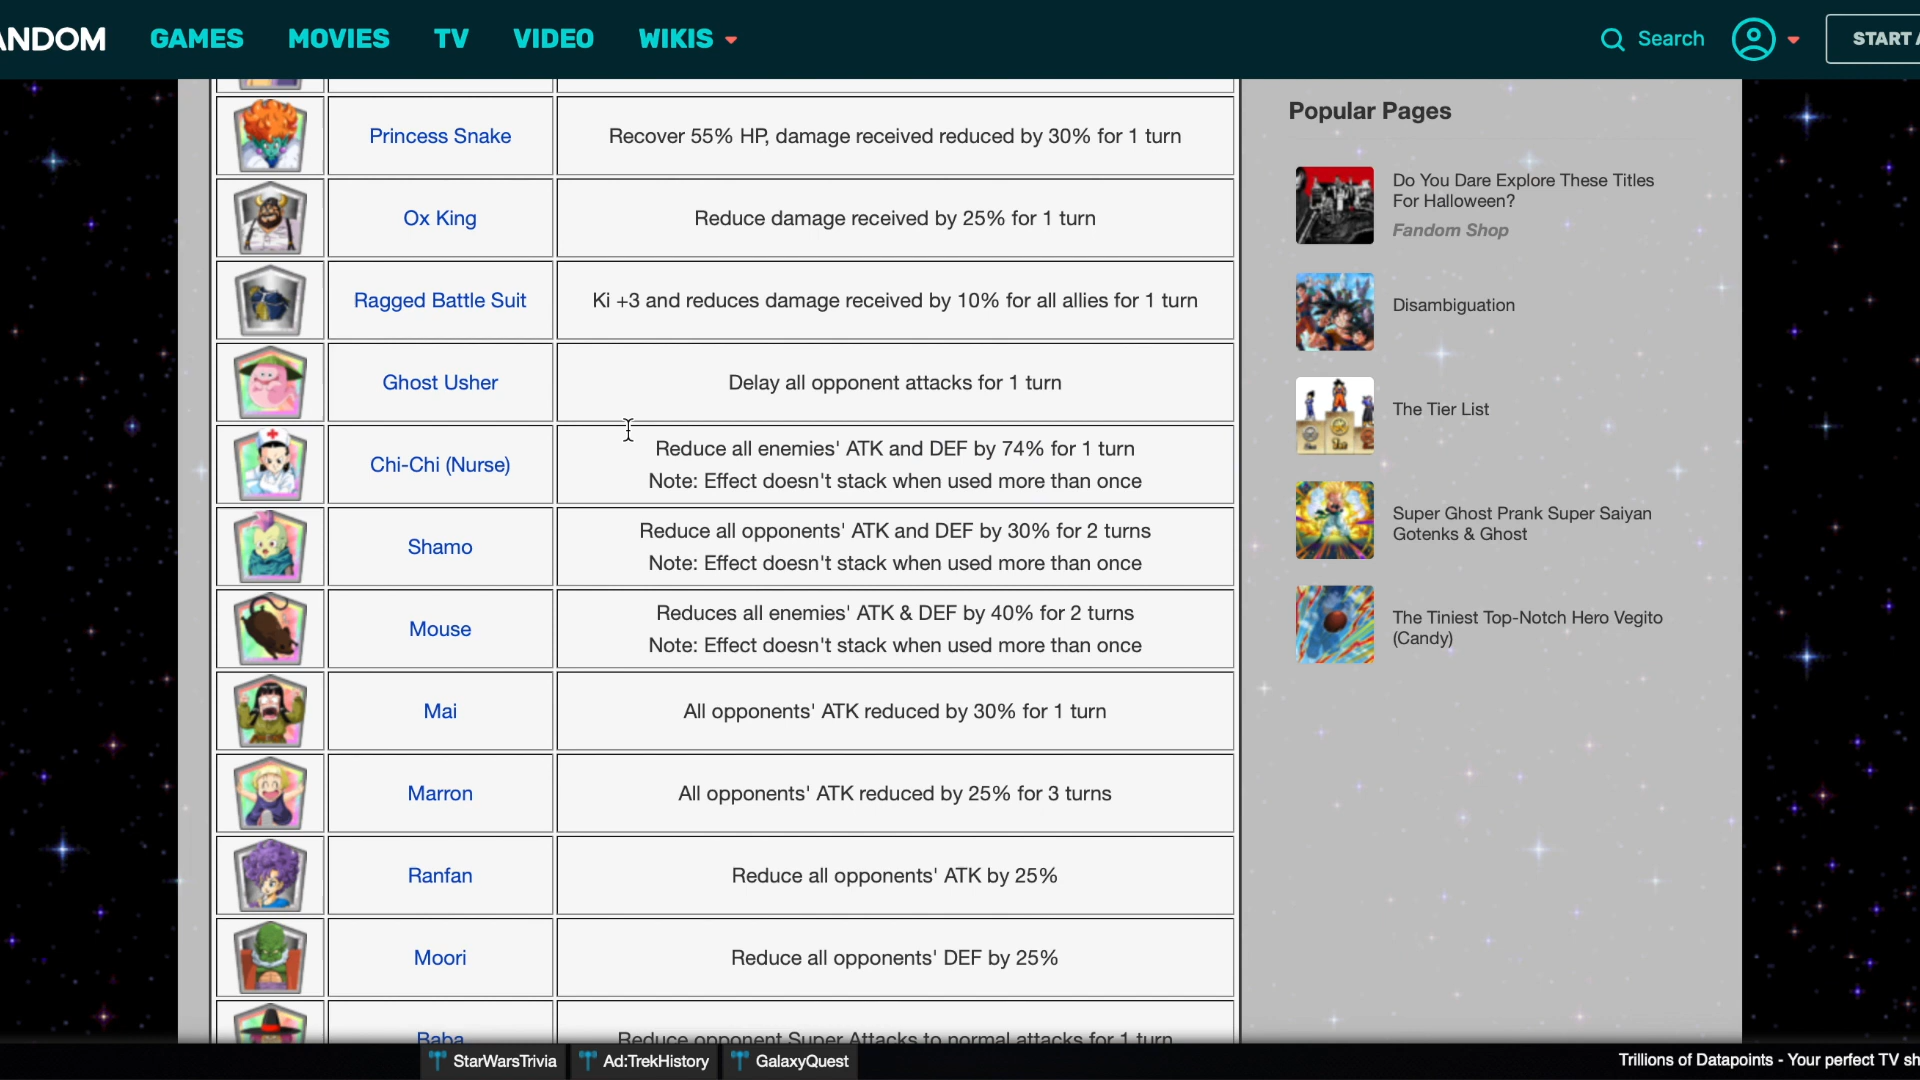 ANDOM GAMES MOVIES TV VIDEO WIKIS Search START A
Princess Snake Recover 55% HP, damage received reduced by 30% for 1 turn
Ox King Reduce damage received by 25% for 1 turn
Ragged Battle Suit Ki +3 and reduces damage received by 10% for all allies for 1 turn
Ghost Usher Delay all opponent attacks for 1 turn
Chi-Chi (Nurse) Reduce all enemies' ATK and DEF by 74% for 1 turn
Note: Effect doesn't stack when used more than once
Shamo Reduce all opponents' ATK and DEF by 30% for 2 turns
Note: Effect doesn't stack when used more than once
Mouse Reduces all enemies' ATK & DEF by 40% for 2 turns
Note: Effect doesn't stack when used more than once
Mai All opponents' ATK reduced by 30% for 1 turn
Marron All opponents' ATK reduced by 25% for 3 turns
Ranfan Reduce all opponents' ATK by 25%
Moori Reduce all opponents' DEF by 25%
Baba Reduce opponent Super Attacks to normal attacks for 1 turn
Popular Pages
Do You Dare Explore These Titles
For Halloween?
Fandom Shop
Disambiguation
The Tier List
Super Ghost Prank Super Saiyan
Gotenks & Ghost
The Tiniest Top-Notch Hero Vegito
(Candy)
StarWarsTrivia Ad:TrekHistory GalaxyQuest Trillions of Datapoints - Your perfect TV sh